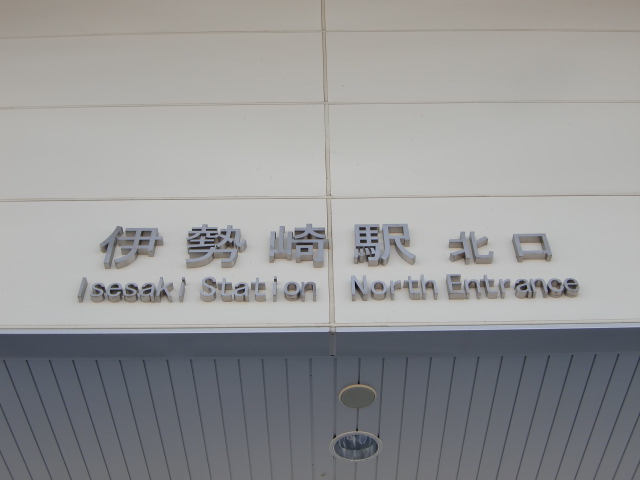 伊勢崎駅 北口
Isesaki Station North Entrance